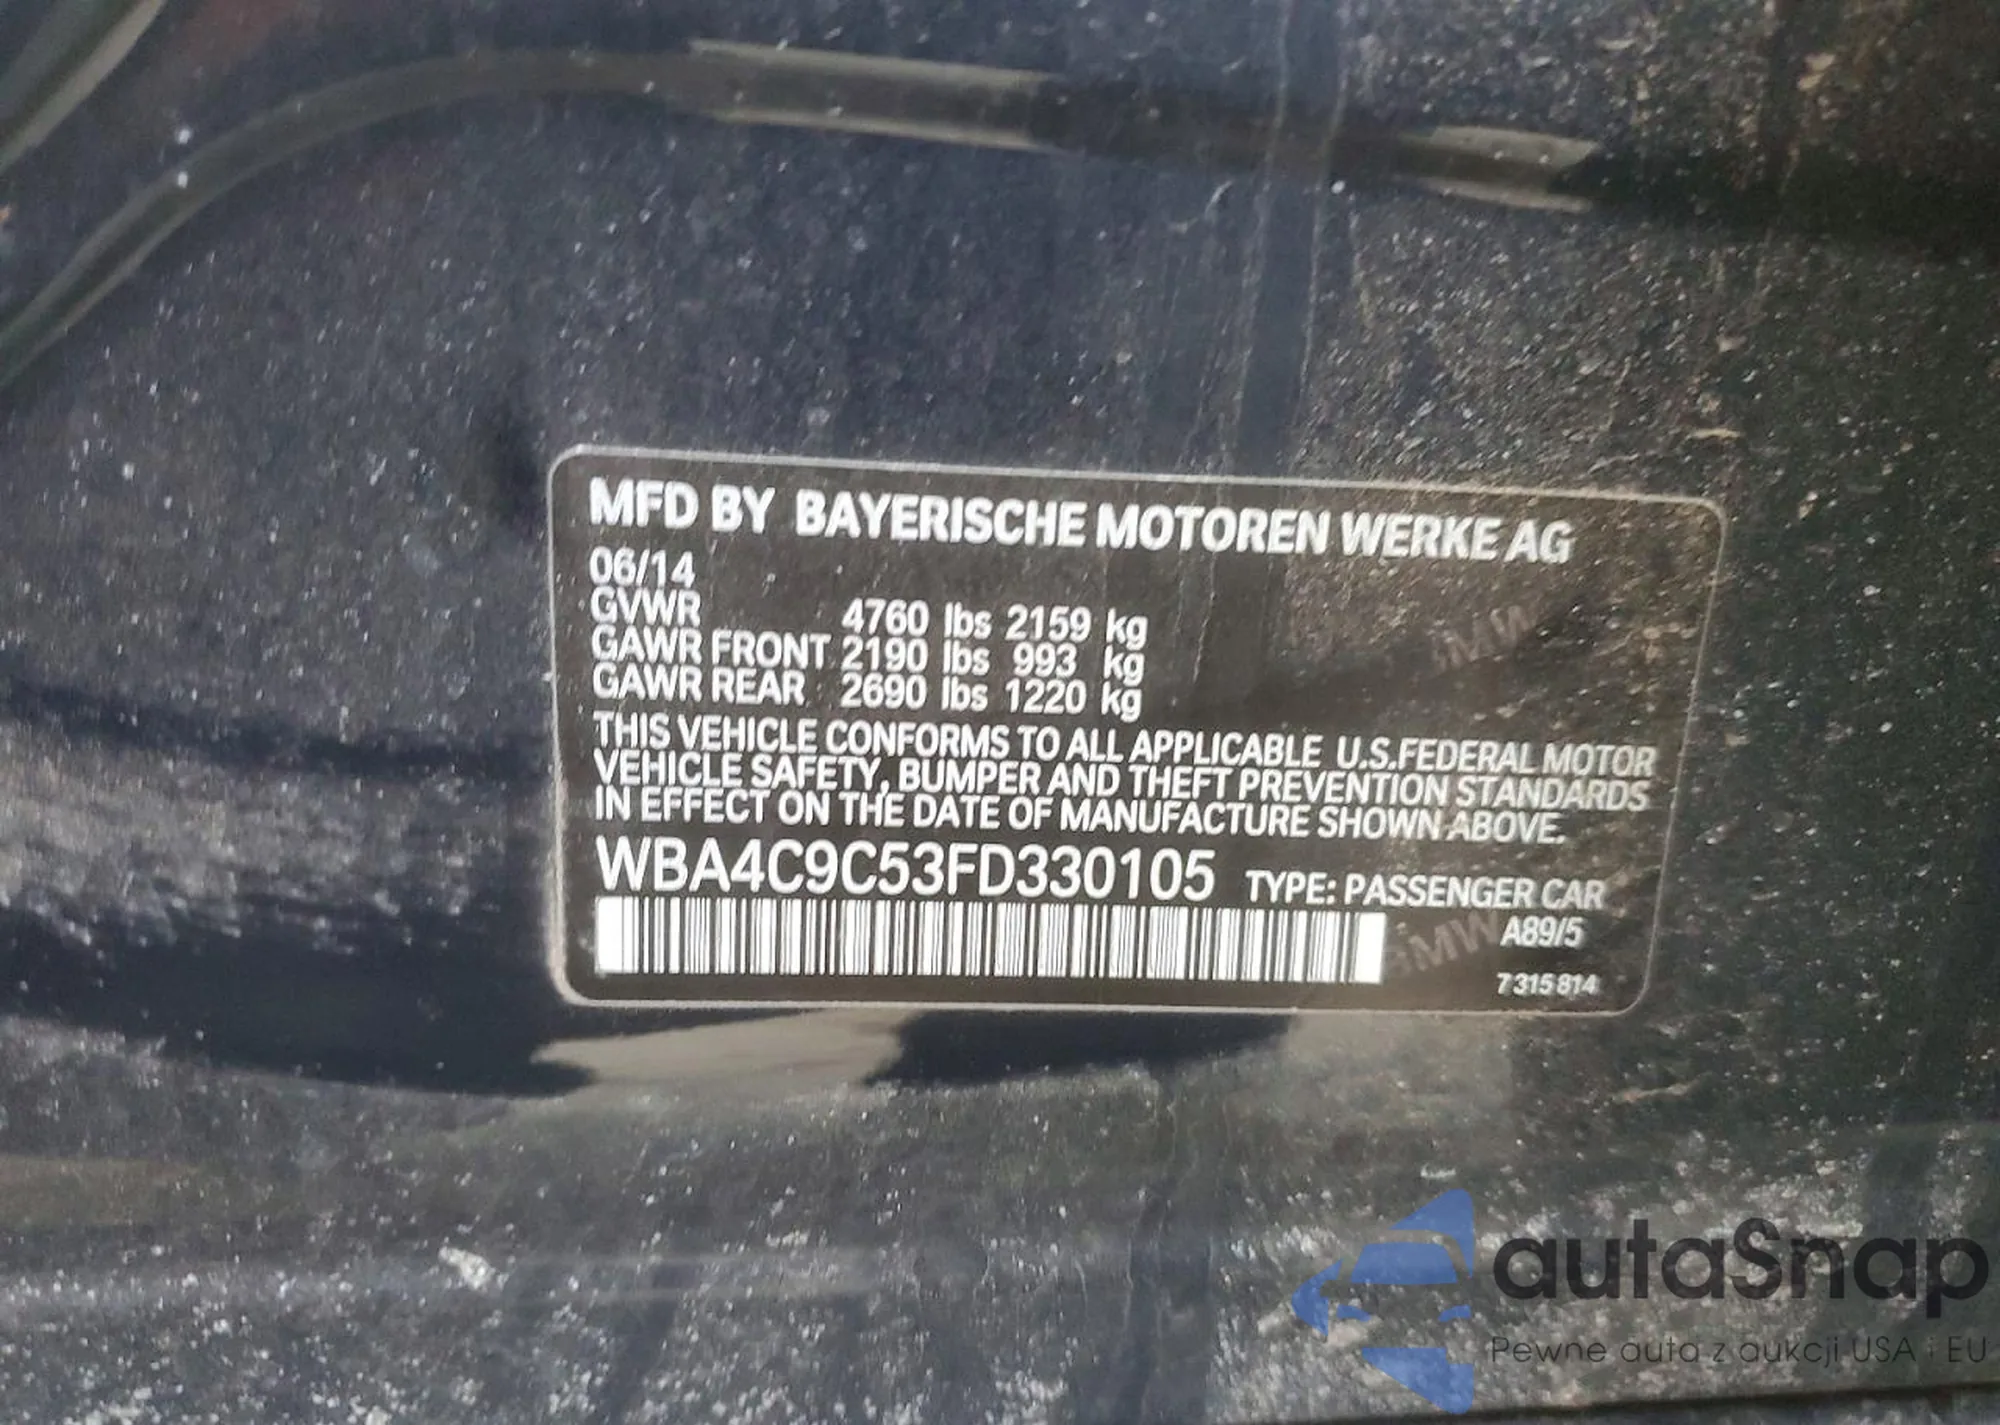 MFD BY BAYERISCHE MOTOREN WERKE AG
06/14
GVWR 4760 lbs 2159 kg
GAWR FRONT 2190 lbs 993 kg
GAWR REAR 2690 lbs 1220 kg
THIS VEHICLE CONFORMS TO ALL APPLICABLE U.S.FEDERAL MOTOR
VEHICLE SAFETY, BUMPER AND THEFT PREVENTION STANDARDS
IN EFFECT ON THE DATE OF MANUFACTURE SHOWN ABOVE.
WBA4C9C53FD330105 TYPE: PASSENGER CAR
A89/5
7 315 814
BMW
BMW
autaSnap
Pewne auta z aukcji USA i EU